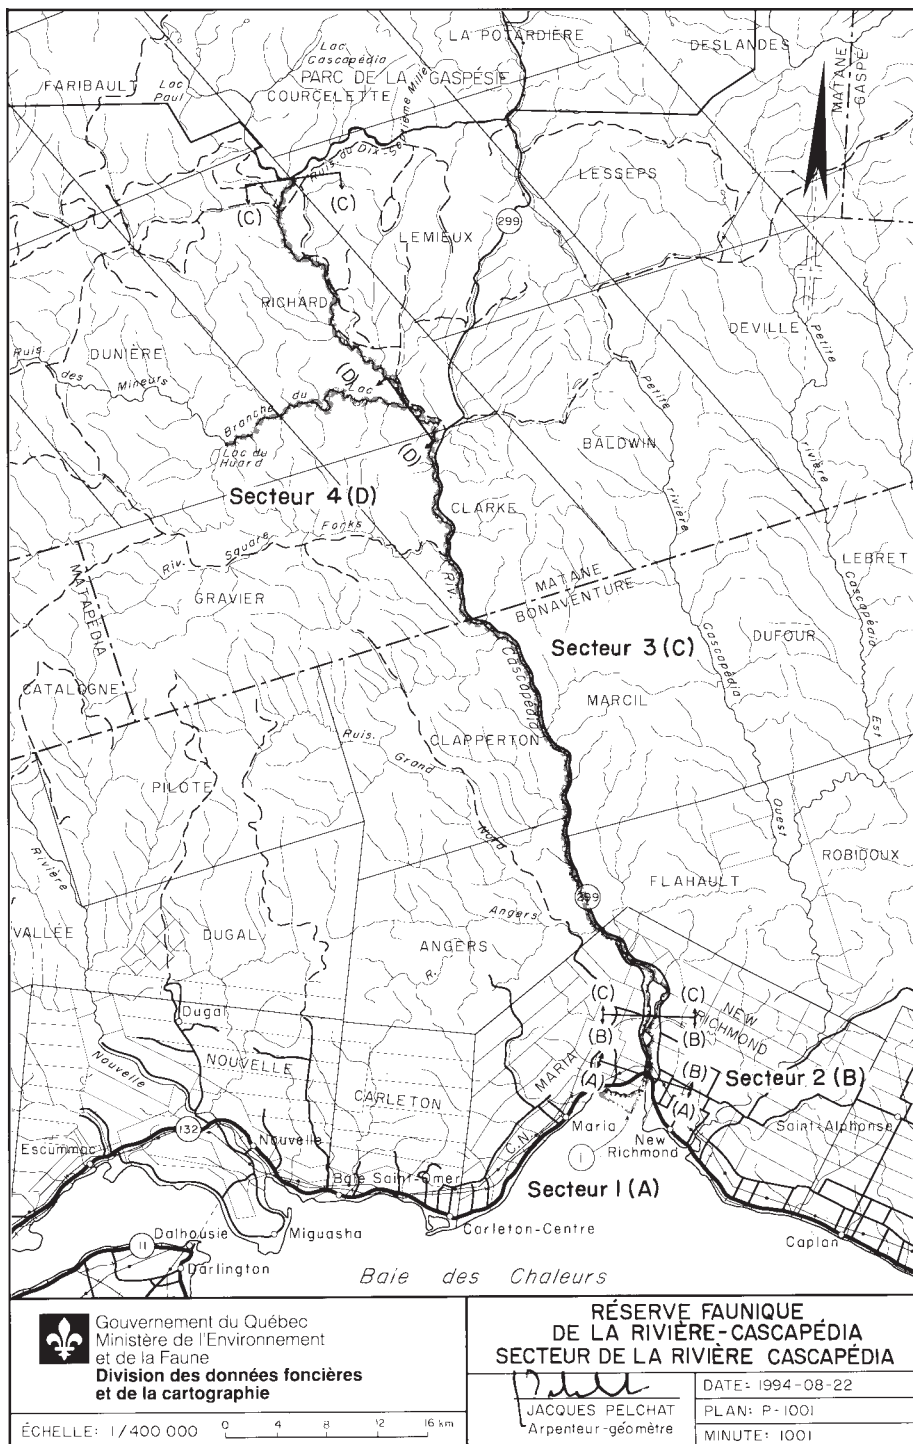 LA POTARDIÈRE
DESLANDES
Lac
Cascapédia
PARC DE LA GASPÉSIE
FARIBAULT
Lac
Paul
COURCELETTE
MATANE
GASPÉ
Ruis. du Dix-Septième Mille
LESSEPS
(C)
(C)
299
LEMIEUX
RICHARD
DEVILLE
Petite
DUNIÈRE
Ruis.
des
Mineurs
(D)
Branche du Lac
Petite
Lac du
Huard
(D)
BALDWIN
rivière
rivière
Secteur 4 (D)
CLARKE
Riv. Square Forks
LEBRET
MATAPÉDIA
Riv.
MATANE
BONAVENTURE
GRAVIER
Cascapédia
DUFOUR
Secteur 3 (C)
Cascapédia
Cascapédia
CATALOGNE
MARCIL
Est
Ruis.
CLAPPERTON
Grand
PILOTE
Nord
Ouest
Rivière
ROBIDOUX
FLAHAULT
299
VALLÉE
DUGAL
Angers
ANGERS
R.
(C)
(C)
NEW
RICHMOND
Dugal
(B)
(B)
Nouvelle
NOUVELLE
MARIA
(A)
(B)
Secteur 2 (B)
CARLETON
(A)
132
C.N.
Maria
Saint-Alphonse
Escuminac
Nouvelle
New
Richmond
i
Baie Saint-Omer
Secteur 1 (A)
Dalhousie
Miguasha
Carleton-Centre
11
Caplan
Darlington
Baie des Chaleurs
Gouvernement du Québec
Ministère de l'Environnement
et de la Faune
Division des données foncières
et de la cartographie
ÉCHELLE: 1/400 000
0 4 8 12 16 km
RÉSERVE FAUNIQUE
DE LA RIVIÈRE-CASCAPÉDIA
SECTEUR DE LA RIVIÈRE CASCAPÉDIA
JACQUES PELCHAT
Arpenteur-géomètre
DATE: 1994-08-22
PLAN: P-1001
MINUTE: 1001